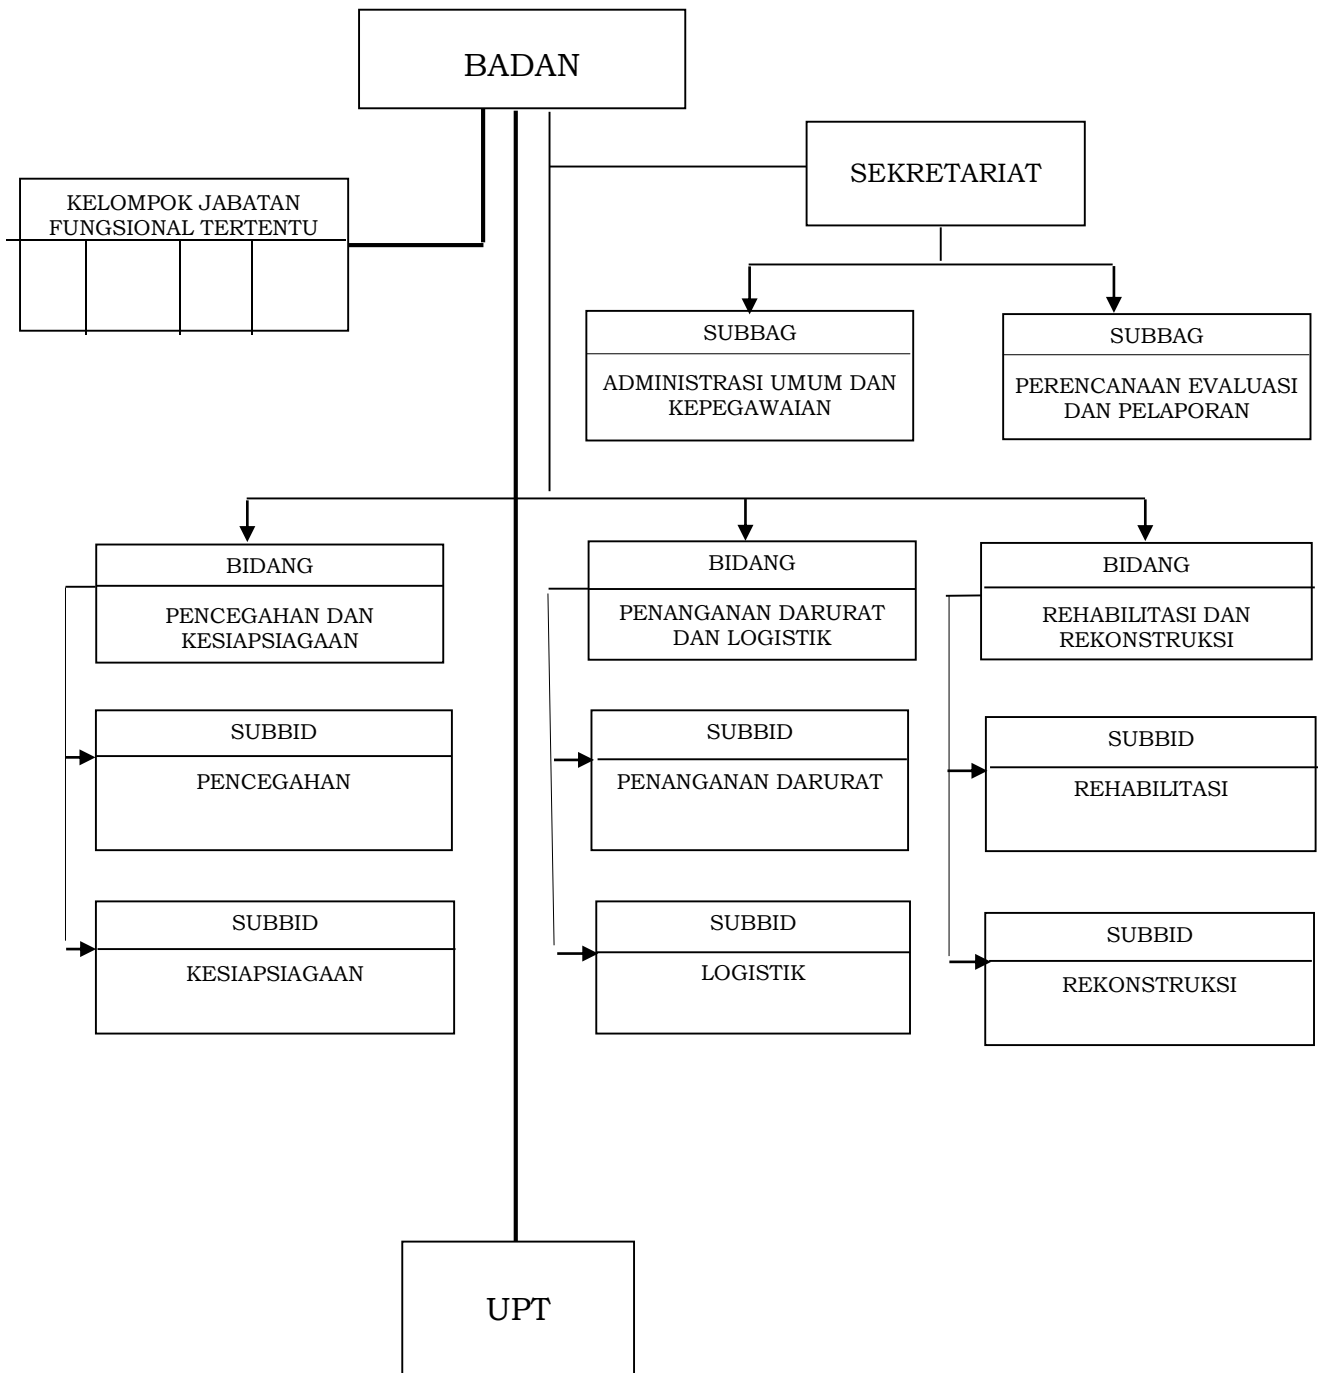 BADAN
SEKRETARIAT
KELOMPOK JABATAN
FUNGSIONAL TERTENTU
SUBBAG
ADMINISTRASI UMUM DAN
KEPEGAWAIAN
SUBBAG
PERENCANAAN EVALUASI
DAN PELAPORAN
BIDANG
PENCEGAHAN DAN
KESIAPSIAGAAN
BIDANG
PENANGANAN DARURAT
DAN LOGISTIK
BIDANG
REHABILITASI DAN
REKONSTRUKSI
SUBBID
PENCEGAHAN
SUBBID
PENANGANAN DARURAT
SUBBID
REHABILITASI
SUBBID
KESIAPSIAGAAN
SUBBID
LOGISTIK
SUBBID
REKONSTRUKSI
UPT